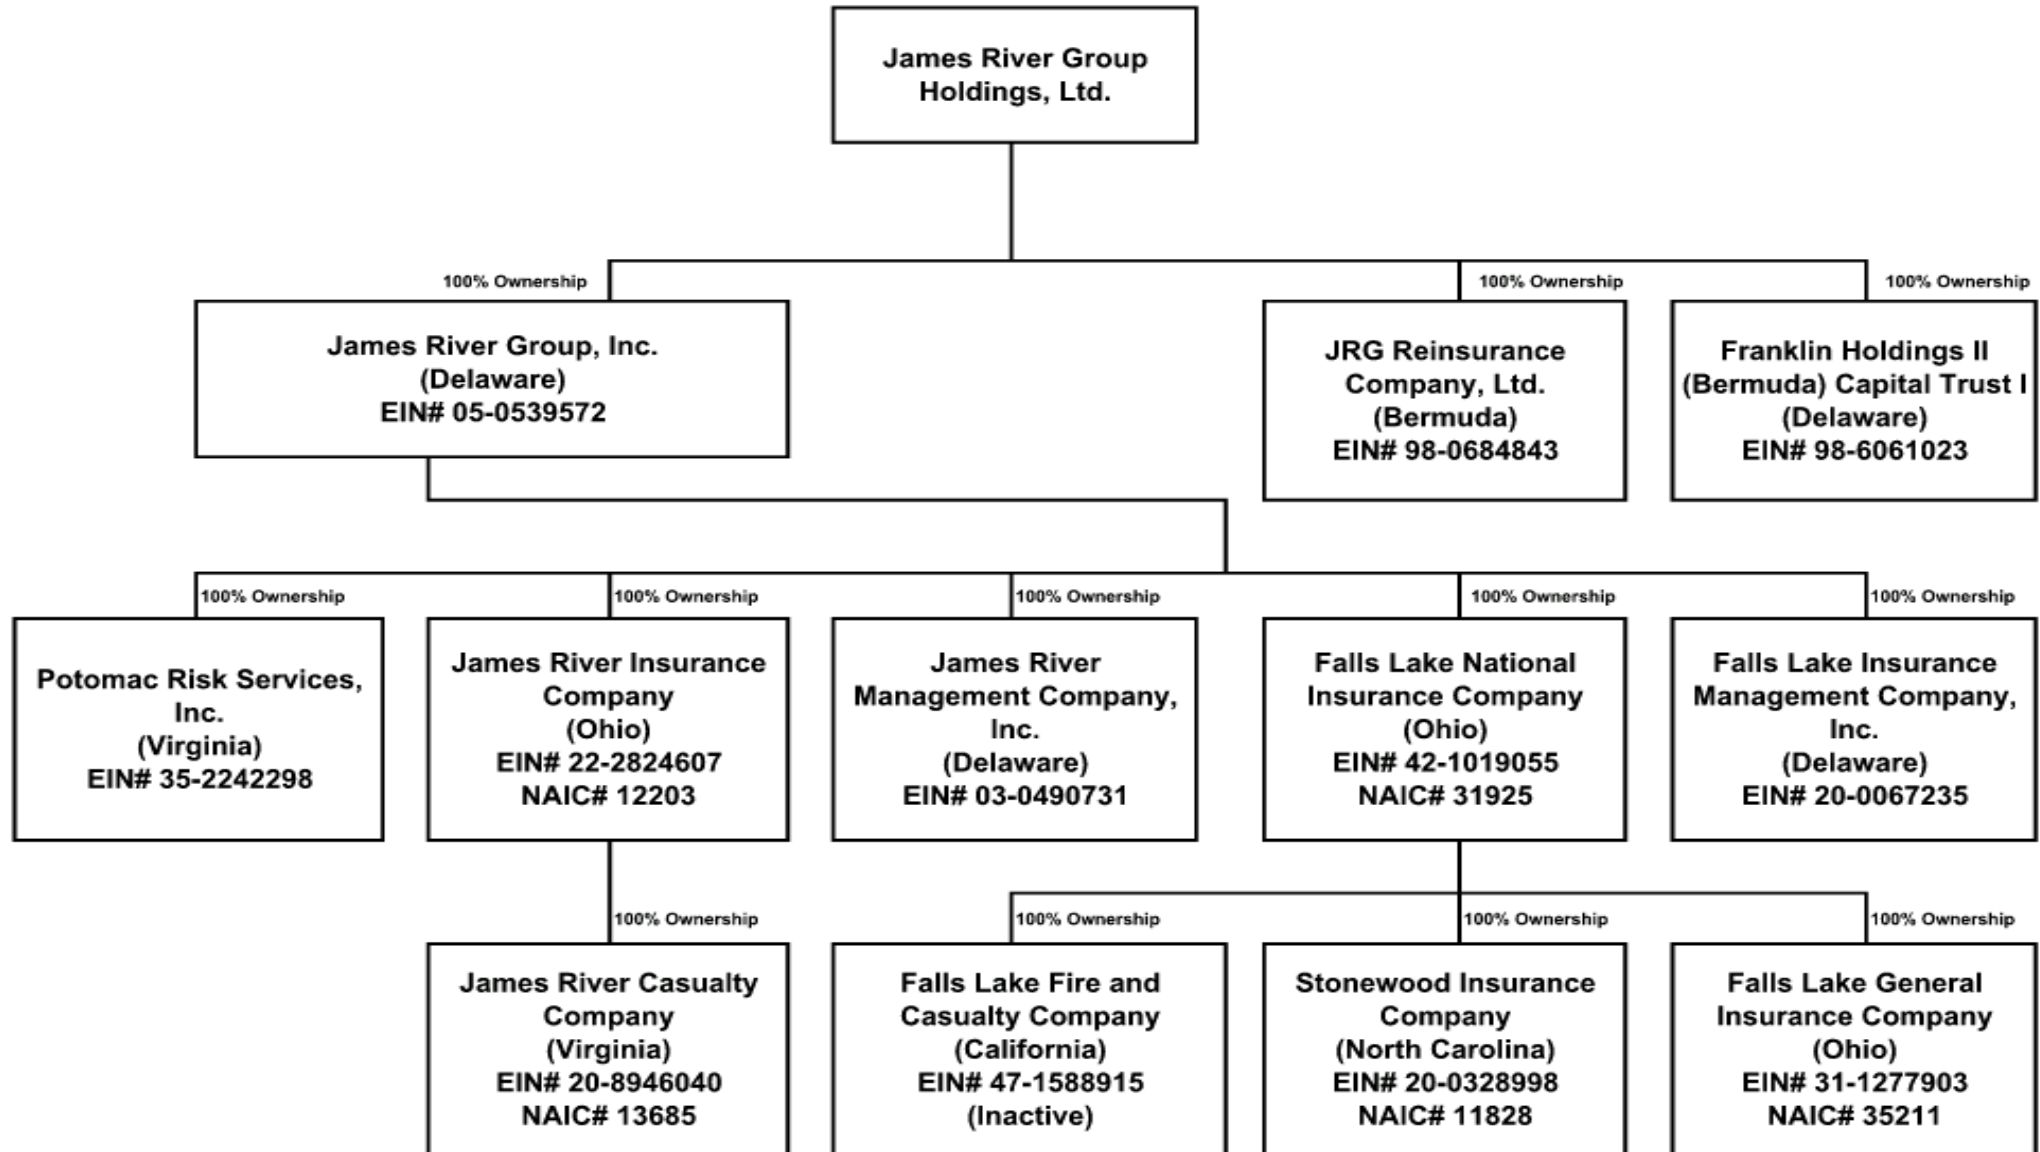 James River Group
Holdings, Ltd.
100% Ownership
100% Ownership
100% Ownership
James River Group, Inc.
(Delaware)
EIN# 05-0539572
JRG Reinsurance
Company, Ltd.
(Bermuda)
EIN# 98-0684843
Franklin Holdings II
(Bermuda) Capital Trust I
(Delaware)
EIN# 98-6061023
100% Ownership
100% Ownership
100% Ownership
100% Ownership
100% Ownership
Potomac Risk Services,
Inc.
(Virginia)
EIN# 35-2242298
James River Insurance
Company
(Ohio)
EIN# 22-2824607
NAIC# 12203
James River
Management Company,
Inc.
(Delaware)
EIN# 03-0490731
Falls Lake National
Insurance Company
(Ohio)
EIN# 42-1019055
NAIC# 31925
Falls Lake Insurance
Management Company,
Inc.
(Delaware)
EIN# 20-0067235
100% Ownership
100% Ownership
100% Ownership
100% Ownership
James River Casualty
Company
(Virginia)
EIN# 20-8946040
NAIC# 13685
Falls Lake Fire and
Casualty Company
(California)
EIN# 47-1588915
(Inactive)
Stonewood Insurance
Company
(North Carolina)
EIN# 20-0328998
NAIC# 11828
Falls Lake General
Insurance Company
(Ohio)
EIN# 31-1277903
NAIC# 35211